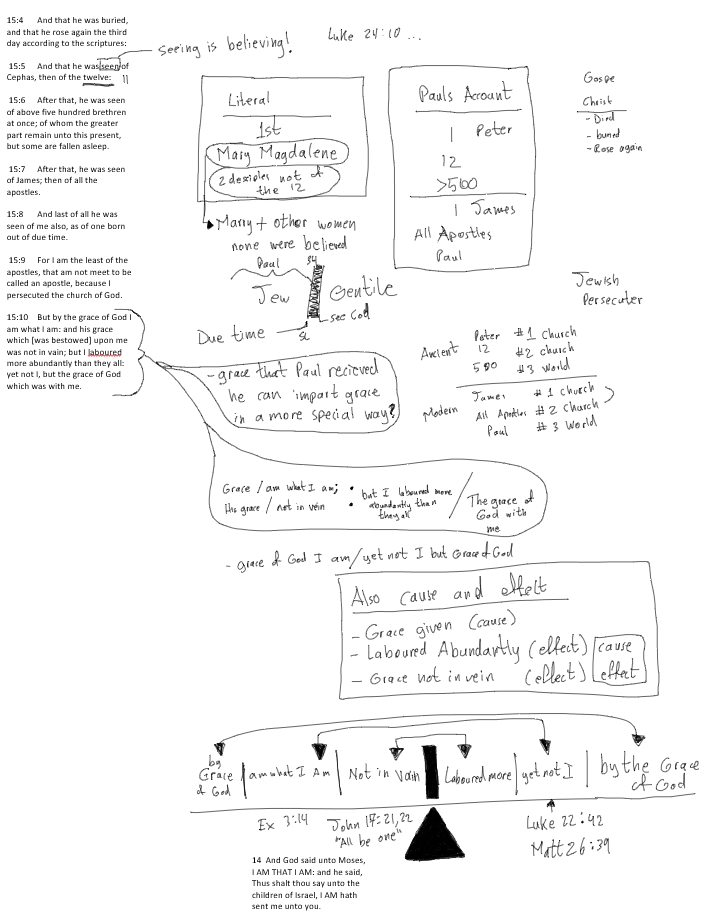 15:4 And that he was buried,
and that he rose again the third
day according to the scriptures:
15:5 And that he was seen of
Cephas, then of the twelve: 11
15:6 After that, he was seen
of above five hundred brethren
at once; of whom the greater
part remain unto this present,
but some are fallen asleep.
15:7 After that, he was seen
of James; then of all the
apostles.
15:8 And last of all he was
seen of me also, as of one born
out of due time.
15:9 For I am the least of the
apostles, that am not meet to be
called an apostle, because I
persecuted the church of God.
15:10 But by the grace of God I
am what I am: and his grace
which [was bestowed] upon me
was not in vain; but I laboured
more abundantly than they all:
yet not I, but the grace of God
which was with me.
Seeing is believing!
Luke 24:10 ...
Literal
1st
Mary Magdalene
2 desiples not of
the 12
Marry + other women
none were believed
Pauls Account
1 Peter
12
>500
1 James
All Apostles
Paul
Gospe
Christ
- Died
- buried
- Rose again
Paul
Jew
Gentile
see God
Due time
Jewish
Persecuter
Ancient
Peter #1 Church
12 #2 church
500 #3 World
Modern
James #1 church
All Apostles #2 Church
Paul #3 World
- grace that Paul recieved
he can impart grace
in a more special way?
Grace / am what I am;
His grace / not in vain
• but I laboured more
• abundantly than
they all
The grace of
God with
me
- grace of God I am/yet not I but Grace of God
Also cause and effect
- Grace given (cause)
- Laboured Abundantly (effect) cause
- Grace not in vein (effect) effect
by
Grace
of God
am what I Am
Not in Vain
Laboured more
yet not I
by the Grace
of God
Ex 3:14
John 17:21,22
"All be one"
Luke 22:42
Matt 26:39
14 And God said unto Moses,
I AM THAT I AM: and he said,
Thus shalt thou say unto the
children of Israel, I AM hath
sent me unto you.